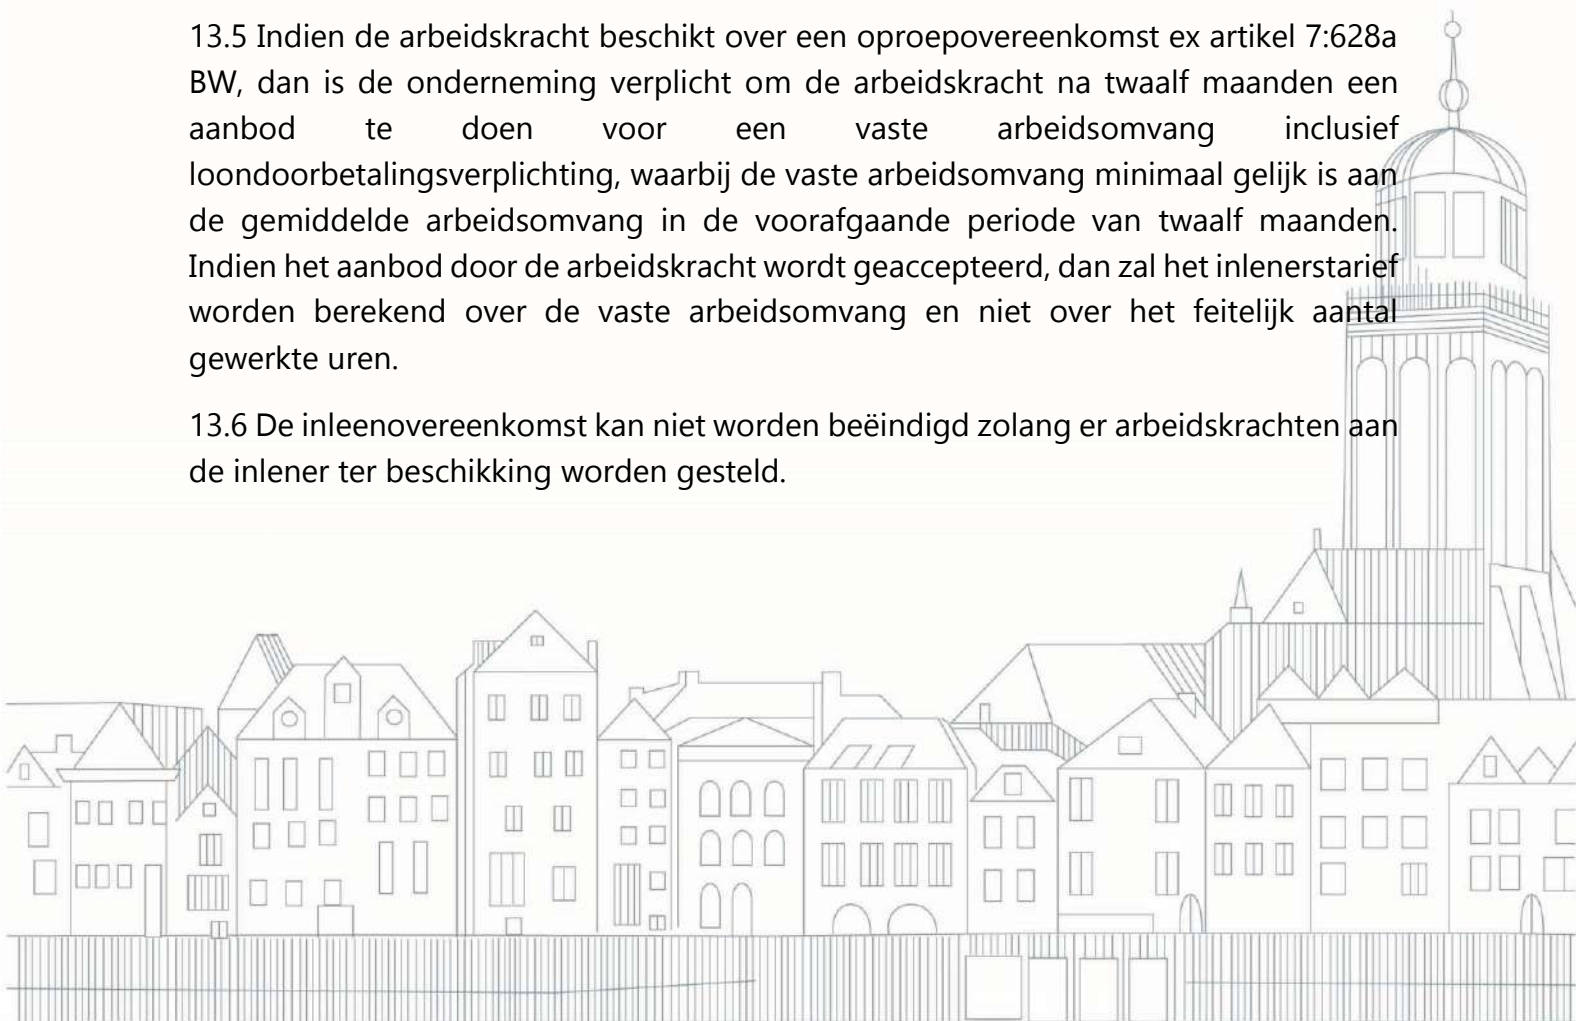 13.5 Indien de arbeidskracht beschikt over een oproepovereenkomst ex artikel 7:628a
BW, dan is de onderneming verplicht om de arbeidskracht na twaalf maanden een
aanbod te doen voor een vaste arbeidsomvang inclusief
loondoorbetalingsverplichting, waarbij de vaste arbeidsomvang minimaal gelijk is aan
de gemiddelde arbeidsomvang in de voorafgaande periode van twaalf maanden.
Indien het aanbod door de arbeidskracht wordt geaccepteerd, dan zal het inlenerstarief
worden berekend over de vaste arbeidsomvang en niet over het feitelijk aantal
gewerkte uren.
13.6 De inleenovereenkomst kan niet worden beëindigd zolang er arbeidskrachten aan
de inlener ter beschikking worden gesteld.